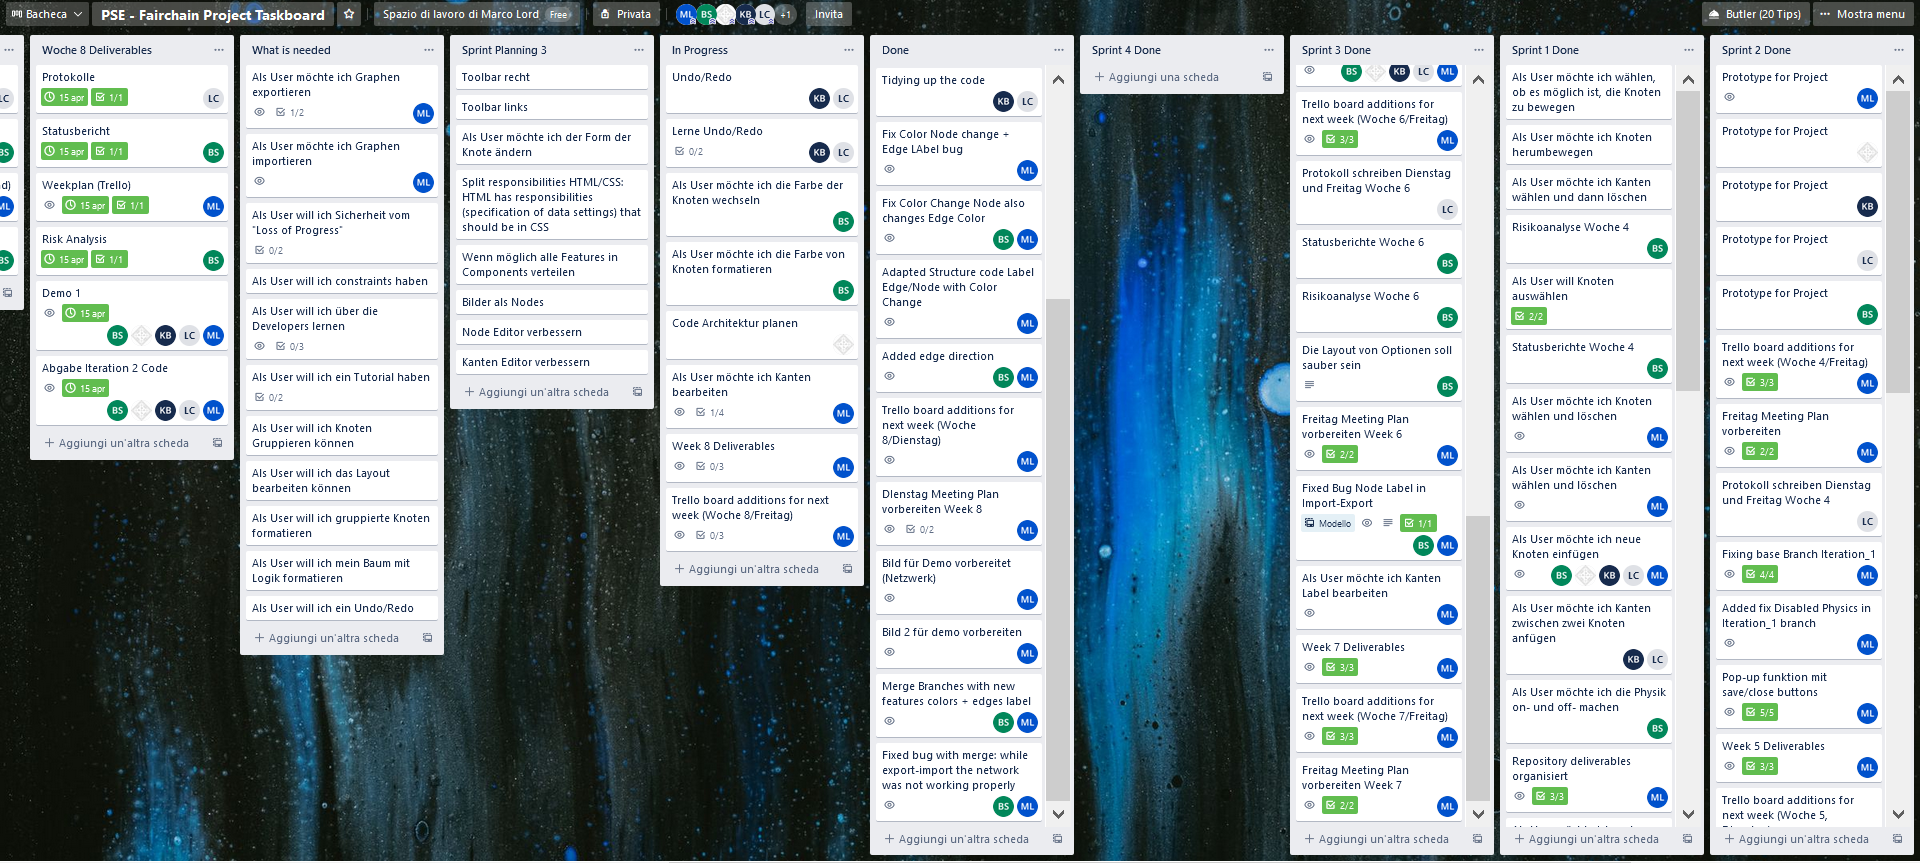 Bacheca
PSE - Fairchain Project Taskboard
Spazio di lavoro di Marco Lord Free
Privata
ML BS KB LC +1
Invita
Butler (20 Tips)
Mostra menu
LC
BS
d)
ML
BS
Woche 8 Deliverables
Protokolle
15 apr 1/1
LC
Statusbericht
15 apr 1/1
BS
Weekplan (Trello)
15 apr 1/1
ML
Risk Analysis
15 apr 1/1
BS
Demo 1
15 apr
BS KB LC ML
Abgabe Iteration 2 Code
15 apr
BS KB LC ML
+ Aggiungi un'altra scheda
What is needed
Als User möchte ich Graphen
exportieren
1/2
ML
Als User möchte ich Graphen
importieren
ML
Als User will ich Sicherheit vom
"Loss of Progress"
0/2
Als User will ich constraints haben
Als User will ich über die
Developers lernen
0/3
Als User will ich ein Tutorial haben
0/2
Als User will ich Knoten
Gruppieren können
Als User will ich das Layout
bearbeiten können
Als User will ich gruppierte Knoten
formatieren
Als User will ich mein Baum mit
Logik formatieren
Als User will ich ein Undo/Redo
+ Aggiungi un'altra scheda
Sprint Planning 3
Toolbar recht
Toolbar links
Als User möchte ich der Form der
Knote ändern
Split responsibilities HTML/CSS:
HTML has responsibilities
(specification of data settings) that
should be in CSS
Wenn möglich alle Features in
Components verteilen
Bilder als Nodes
Node Editor verbessern
Kanten Editor verbessern
+ Aggiungi un'altra scheda
In Progress
Undo/Redo
KB LC
Lerne Undo/Redo
0/2
KB LC
Als User möchte ich die Farbe der
Knoten wechseln
BS
Als User möchte ich die Farbe von
Knoten formatieren
BS
Code Architektur planen
Als User möchte ich Kanten
bearbeiten
1/4
ML
Week 8 Deliverables
0/3
ML
Trello board additions for next
week (Woche 8/Freitag)
0/3
ML
+ Aggiungi un'altra scheda
Done
Tidying up the code
KB LC
Fix Color Node change +
Edge LAbel bug
ML
Fix Color Change Node also
changes Edge Color
BS ML
Adapted Structure code Label
Edge/Node with Color
Change
ML
Added edge direction
BS ML
Trello board additions for
next week (Woche
8/Dienstag)
ML
DIenstag Meeting Plan
vorbereiten Week 8
0/2
ML
Bild für Demo vorbereitet
(Netzwerk)
ML
Bild 2 für demo vorbereiten
ML
Merge Branches with new
features colors + edges label
BS ML
Fixed bug with merge: while
export-import the network
was not working properly
BS ML
+ Aggiungi un'altra scheda
Sprint 4 Done
+ Aggiungi una scheda
Sprint 3 Done
BS KB LC ML
Trello board additions for
next week (Woche 6/Freitag)
3/3
ML
Protokoll schreiben Dienstag
und Freitag Woche 6
LC
Statusberichte Woche 6
BS
Risikoanalyse Woche 6
BS
Die Layout von Optionen soll
sauber sein
BS
Freitag Meeting Plan
vorbereiten Week 6
2/2
ML
Fixed Bug Node Label in
Import-Export
Modello 1/1
BS ML
Als User möchte ich Kanten
Label bearbeiten
ML
Week 7 Deliverables
3/3
ML
Trello board additions for
next week (Woche 7/Freitag)
3/3
ML
Freitag Meeting Plan
vorbereiten Week 7
2/2
ML
+ Aggiungi un'altra scheda
Sprint 1 Done
Als User möchte ich wählen,
ob es möglich ist, die Knoten
zu bewegen
Als User möchte ich Knoten
herumbewegen
Als User möchte ich Kanten
wählen und dann löschen
Risikoanalyse Woche 4
BS
Als User will Knoten
auswählen
2/2
Statusberichte Woche 4
BS
Als User möchte ich Knoten
wählen und löschen
ML
Als User möchte ich Kanten
wählen und löschen
ML
Als User möchte ich neue
Knoten einfügen
BS KB LC ML
Als User möchte ich Kanten
zwischen zwei Knoten
anfügen
KB LC
Als User möchte ich die Physik
on- und off- machen
BS
Repository deliverables
organisiert
3/3
ML
+ Aggiungi un'altra scheda
Sprint 2 Done
Prototype for Project
ML
Prototype for Project
Prototype for Project
KB
Prototype for Project
LC
Prototype for Project
BS
Trello board additions for
next week (Woche 4/Freitag)
3/3
ML
Freitag Meeting Plan
vorbereiten
2/2
ML
Protokoll schreiben Dienstag
und Freitag Woche 4
LC
Fixing base Branch Iteration_1
4/4
ML
Added fix Disabled Physics in
Iteration_1 branch
ML
Pop-up funktion mit
save/close buttons
5/5
ML
Week 5 Deliverables
3/3
ML
Trello board additions for
next week (Woche 5,
+ Aggiungi un'altra scheda